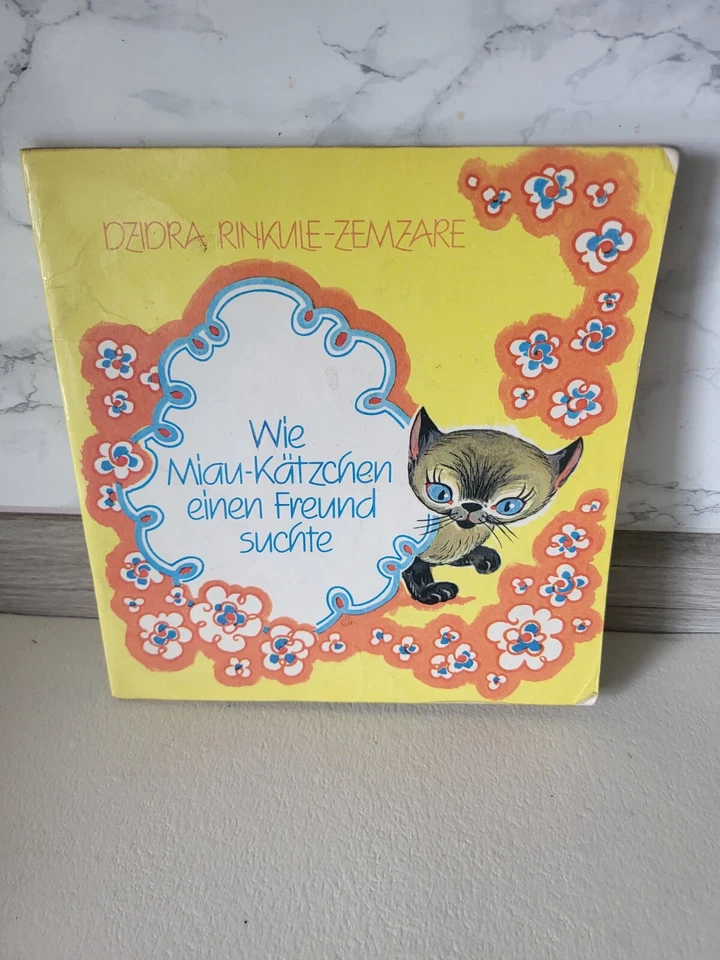 DZIDRA RINKULE-ZEMZARE
Wie
Miau-Kätzchen
einen Freund
suchte